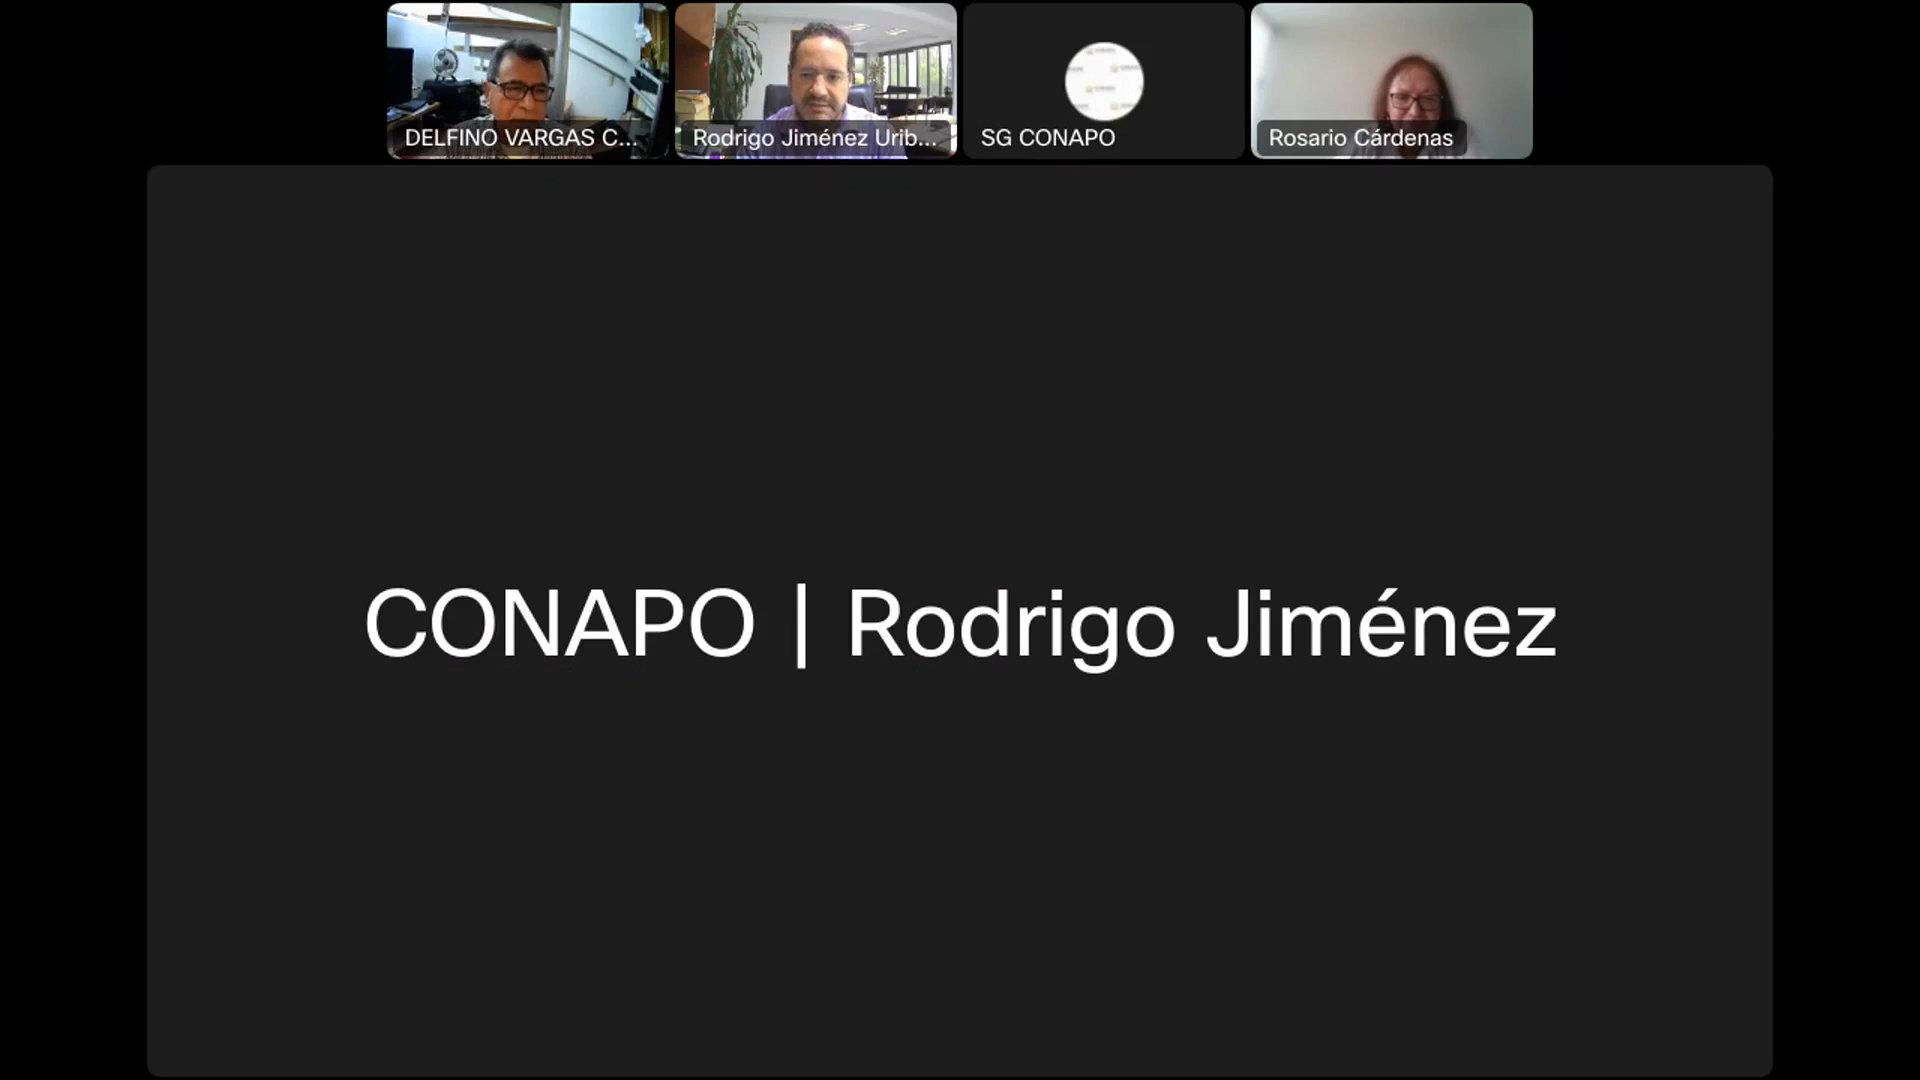 DELFINO VARGAS C...
Rodrigo Jiménez Urib...
SG CONAPO
Rosario Cárdenas
CONAPO | Rodrigo Jiménez